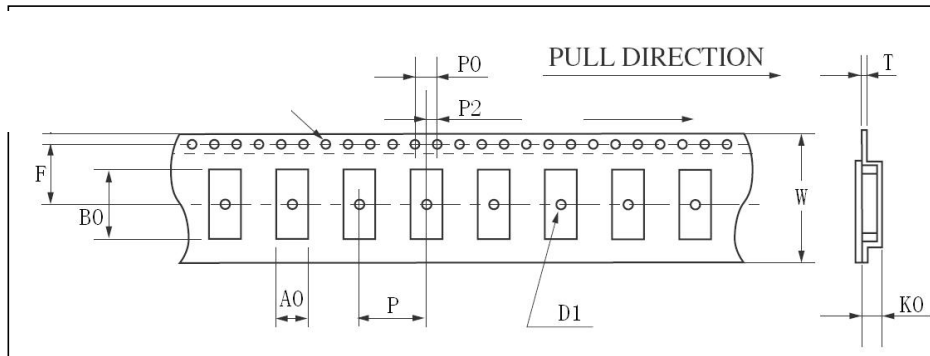 P0
PULL DIRECTION
T
P2
F
B0
W
A0
P
D1
K0